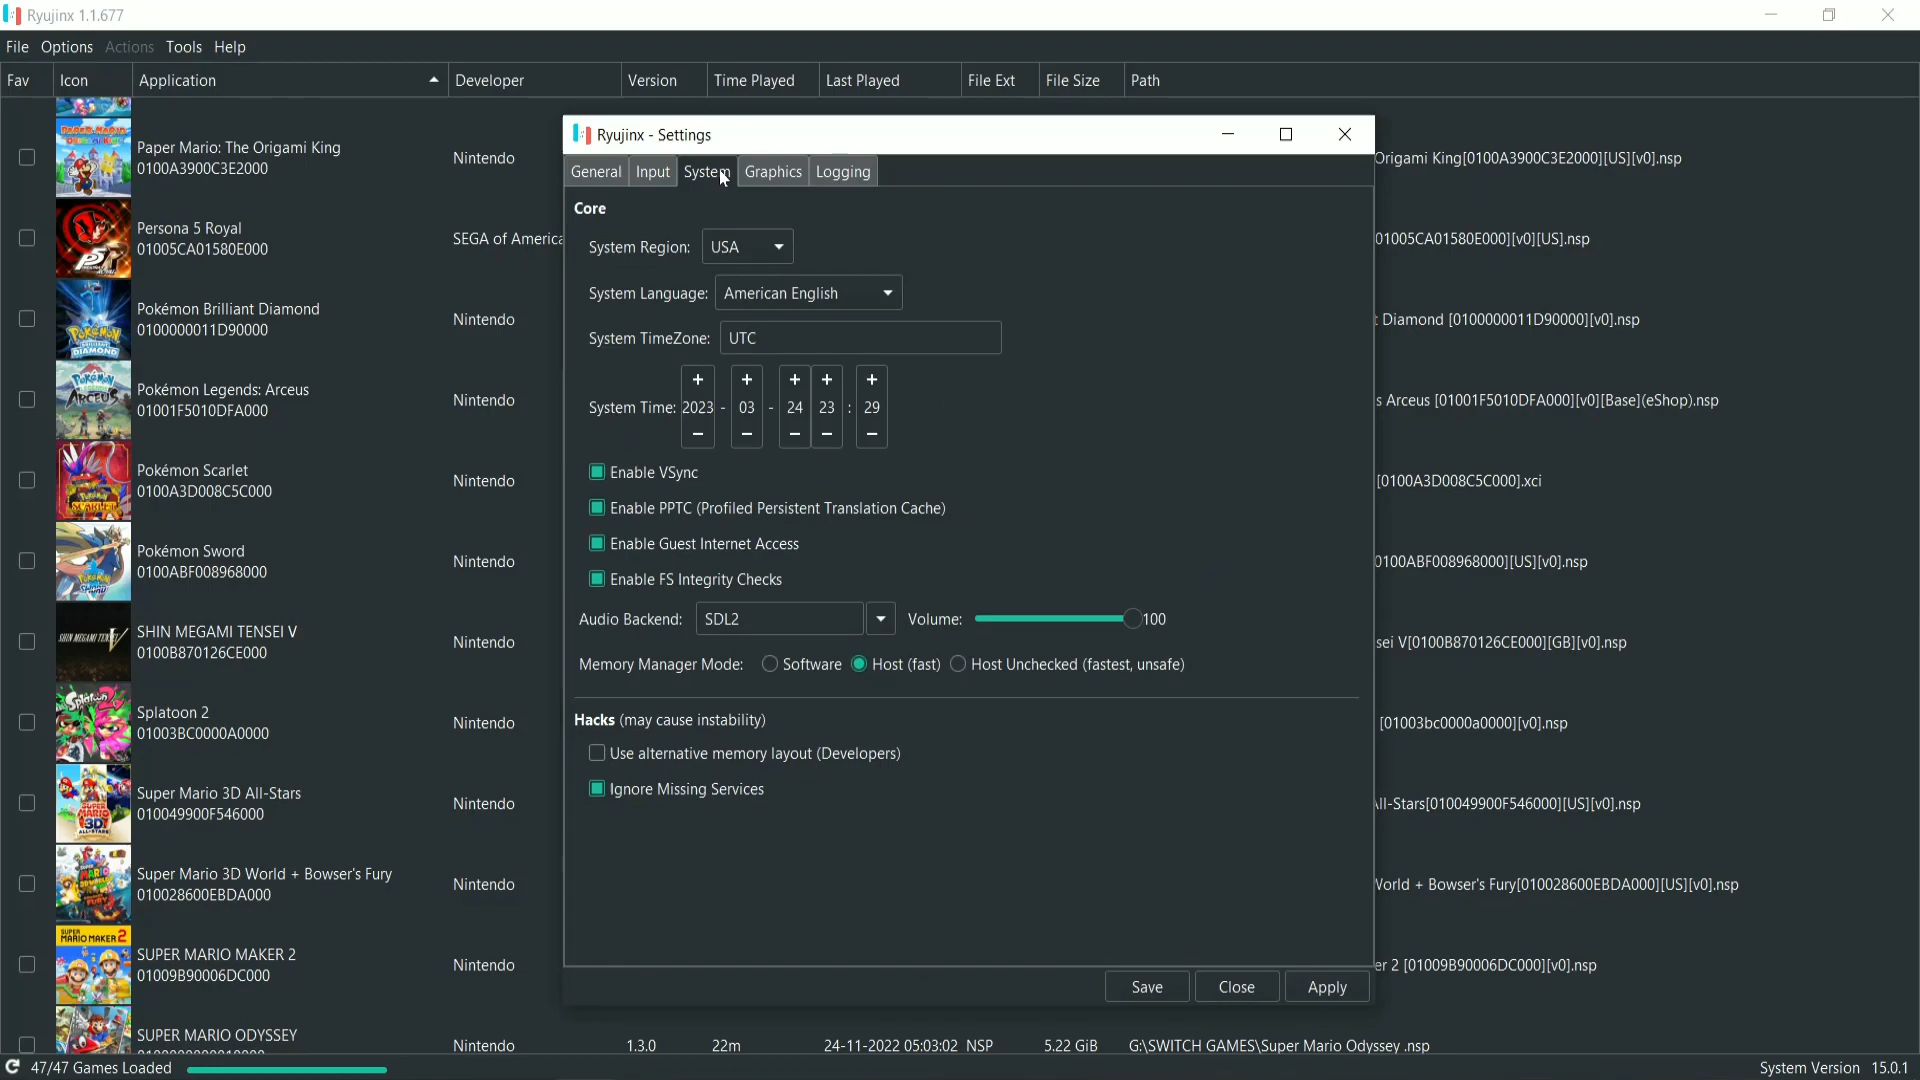 Ryujinx 1.1.677
File Options Actions Tools Help
Fav Icon Application Developer Version Time Played Last Played File Ext File Size Path
Ryujinx - Settings
General Input System Graphics Logging
Core
System Region: USA
System Language: American English
System TimeZone: UTC
+ + + + +
System Time: 2023 - 03 - 24 23 : 29
− − − − −
Enable VSync
Enable PPTC (Profiled Persistent Translation Cache)
Enable Guest Internet Access
Enable FS Integrity Checks
Audio Backend: SDL2 Volume: 100
Memory Manager Mode: Software Host (fast) Host Unchecked (fastest, unsafe)
Hacks (may cause instability)
Use alternative memory layout (Developers)
Ignore Missing Services
Save Close Apply
Paper Mario: The Origami King
0100A3900C3E2000
Nintendo
Origami King[0100A3900C3E2000][US][v0].nsp
Persona 5 Royal
01005CA01580E000
SEGA of America
01005CA01580E000][v0][US].nsp
Pokémon Brilliant Diamond
0100000011D90000
Nintendo
t Diamond [0100000011D90000][v0].nsp
Pokémon Legends: Arceus
01001F5010DFA000
Nintendo
s Arceus [01001F5010DFA000][v0][Base](eShop).nsp
Pokémon Scarlet
0100A3D008C5C000
Nintendo
[0100A3D008C5C000].xci
Pokémon Sword
0100ABF008968000
Nintendo
0100ABF008968000][US][v0].nsp
SHIN MEGAMI TENSEI V
0100B870126CE000
Nintendo
sei V[0100B870126CE000][GB][v0].nsp
Splatoon 2
01003BC0000A0000
Nintendo
[01003bc0000a0000][v0].nsp
Super Mario 3D All-Stars
010049900F546000
Nintendo
All-Stars[010049900F546000][US][v0].nsp
Super Mario 3D World + Bowser's Fury
010028600EBDA000
Nintendo
World + Bowser's Fury[010028600EBDA000][US][v0].nsp
SUPER MARIO MAKER 2
01009B90006DC000
Nintendo
er 2 [01009B90006DC000][v0].nsp
SUPER MARIO ODYSSEY
Nintendo 1.3.0 22m 24-11-2022 05:03:02 NSP 5.22 GiB G:\SWITCH GAMES\Super Mario Odyssey .nsp
47/47 Games Loaded
System Version 15.0.1